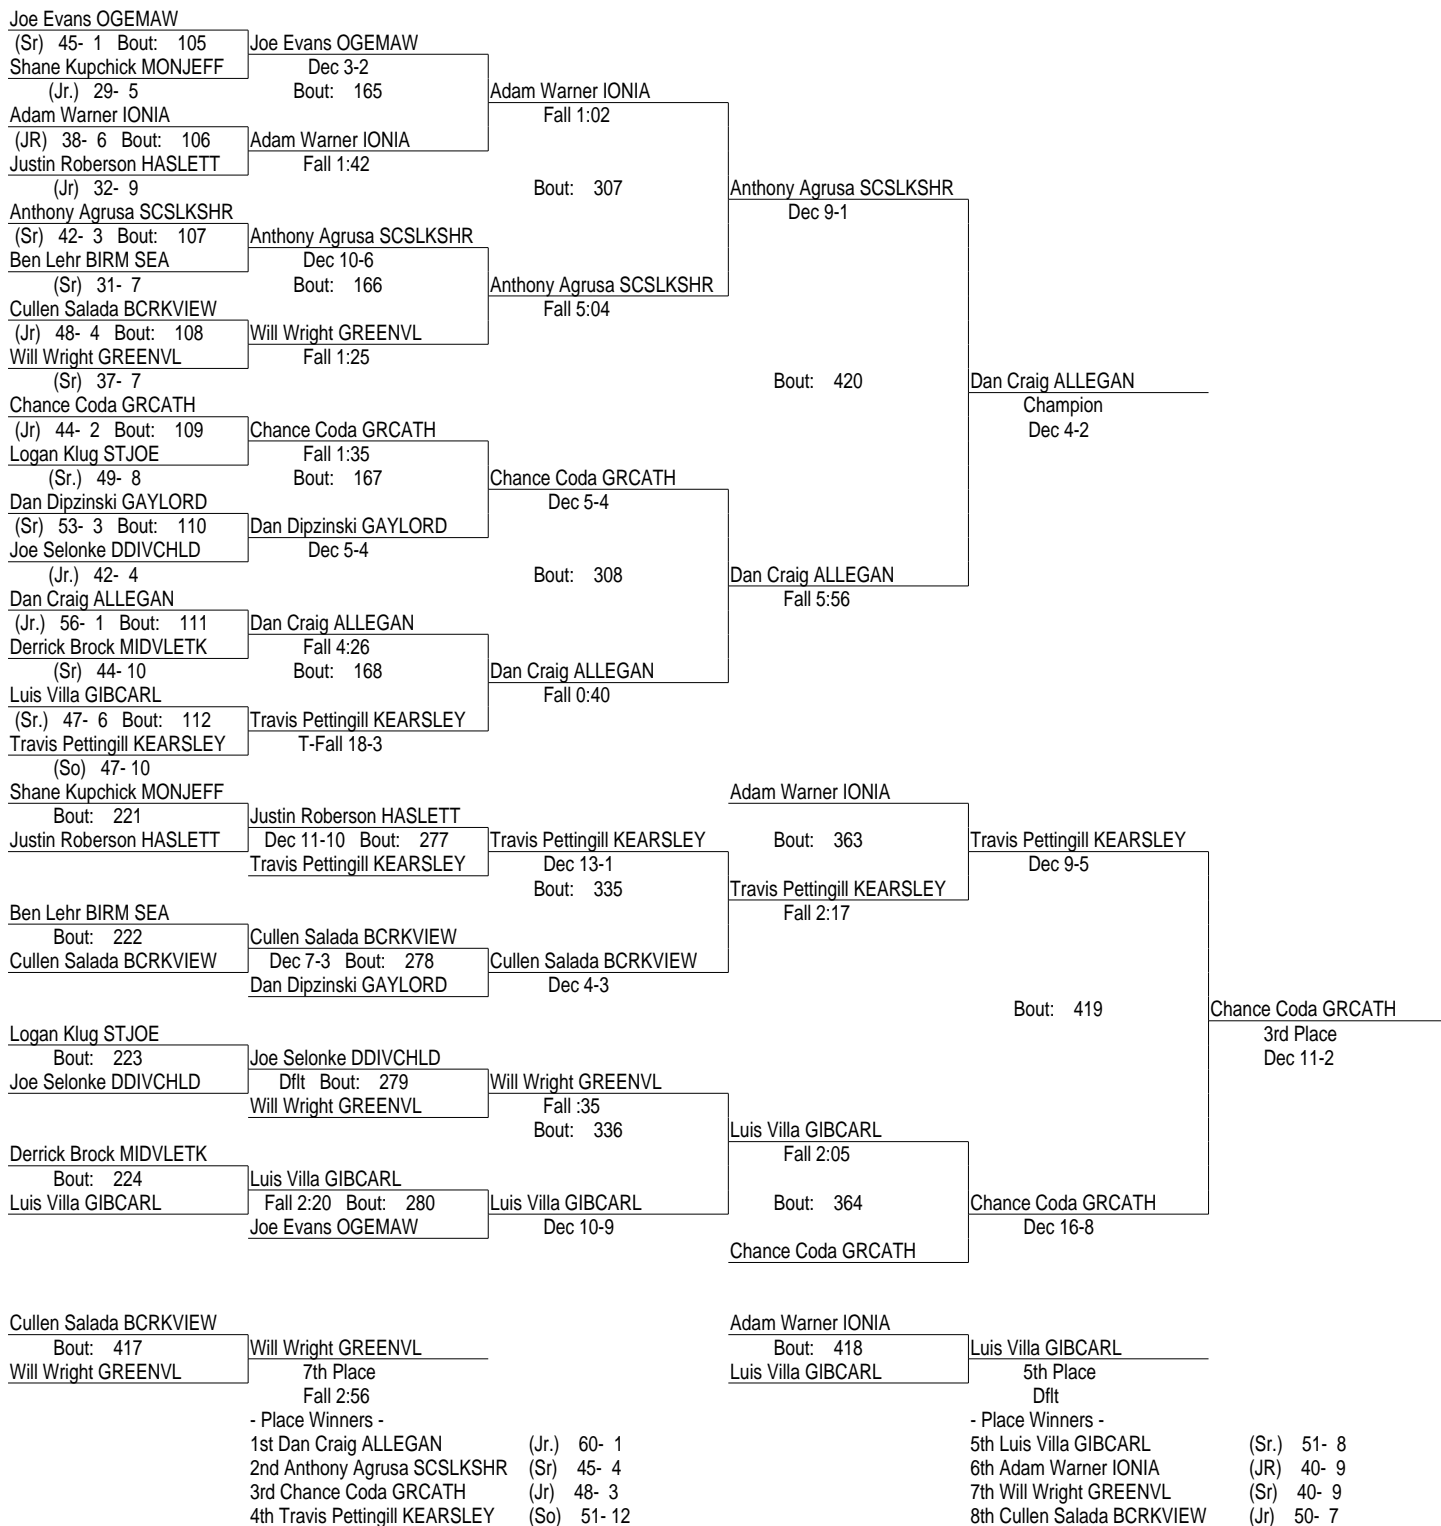 Joe Evans OGEMAW
(Sr) 45- 1 Bout: 105 Joe Evans OGEMAW
Shane Kupchick MONJEFF Dec 3-2
(Jr.) 29- 5 Bout: 165 Adam Warner IONIA
Adam Warner IONIA Fall 1:02
(JR) 38- 6 Bout: 106 Adam Warner IONIA
Justin Roberson HASLETT Fall 1:42
(Jr) 32- 9 Bout: 307 Anthony Agrusa SCSLKSHR
Anthony Agrusa SCSLKSHR Dec 9-1
(Sr) 42- 3 Bout: 107 Anthony Agrusa SCSLKSHR
Ben Lehr BIRM SEA Dec 10-6
(Sr) 31- 7 Bout: 166 Anthony Agrusa SCSLKSHR
Cullen Salada BCRKVIEW Fall 5:04
(Jr) 48- 4 Bout: 108 Will Wright GREENVL
Will Wright GREENVL Fall 1:25
(Sr) 37- 7 Bout: 420 Dan Craig ALLEGAN
Chance Coda GRCATH Champion
(Jr) 44- 2 Bout: 109 Chance Coda GRCATH Dec 4-2
Logan Klug STJOE Fall 1:35
(Sr.) 49- 8 Bout: 167 Chance Coda GRCATH
Dan Dipzinski GAYLORD Dec 5-4
(Sr) 53- 3 Bout: 110 Dan Dipzinski GAYLORD
Joe Selonke DDIVCHLD Dec 5-4
(Jr.) 42- 4 Bout: 308 Dan Craig ALLEGAN
Dan Craig ALLEGAN Fall 5:56
(Jr.) 56- 1 Bout: 111 Dan Craig ALLEGAN
Derrick Brock MIDVLETK Fall 4:26
(Sr) 44- 10 Bout: 168 Dan Craig ALLEGAN
Luis Villa GIBCARL Fall 0:40
(Sr.) 47- 6 Bout: 112 Travis Pettingill KEARSLEY
Travis Pettingill KEARSLEY T-Fall 18-3
(So) 47- 10
Shane Kupchick MONJEFF Adam Warner IONIA
Bout: 221 Justin Roberson HASLETT
Justin Roberson HASLETT Dec 11-10 Bout: 277 Travis Pettingill KEARSLEY Bout: 363 Travis Pettingill KEARSLEY
Travis Pettingill KEARSLEY Dec 13-1 Dec 9-5
Bout: 335 Travis Pettingill KEARSLEY
Ben Lehr BIRM SEA Fall 2:17
Bout: 222 Cullen Salada BCRKVIEW
Cullen Salada BCRKVIEW Dec 7-3 Bout: 278 Cullen Salada BCRKVIEW
Dan Dipzinski GAYLORD Dec 4-3
Bout: 419 Chance Coda GRCATH
Logan Klug STJOE 3rd Place
Bout: 223 Joe Selonke DDIVCHLD Dec 11-2
Joe Selonke DDIVCHLD Dflt Bout: 279 Will Wright GREENVL
Will Wright GREENVL Fall :35
Bout: 336 Luis Villa GIBCARL
Derrick Brock MIDVLETK Fall 2:05
Bout: 224 Luis Villa GIBCARL
Luis Villa GIBCARL Fall 2:20 Bout: 280 Luis Villa GIBCARL Bout: 364 Chance Coda GRCATH
Joe Evans OGEMAW Dec 10-9 Dec 16-8
Chance Coda GRCATH
Cullen Salada BCRKVIEW Adam Warner IONIA
Bout: 417 Will Wright GREENVL Bout: 418 Luis Villa GIBCARL
Will Wright GREENVL 7th Place Luis Villa GIBCARL 5th Place
Fall 2:56 Dflt
- Place Winners - - Place Winners -
1st Dan Craig ALLEGAN (Jr.) 60- 1 5th Luis Villa GIBCARL (Sr.) 51- 8
2nd Anthony Agrusa SCSLKSHR (Sr) 45- 4 6th Adam Warner IONIA (JR) 40- 9
3rd Chance Coda GRCATH (Jr) 48- 3 7th Will Wright GREENVL (Sr) 40- 9
4th Travis Pettingill KEARSLEY (So) 51- 12 8th Cullen Salada BCRKVIEW (Jr) 50- 7